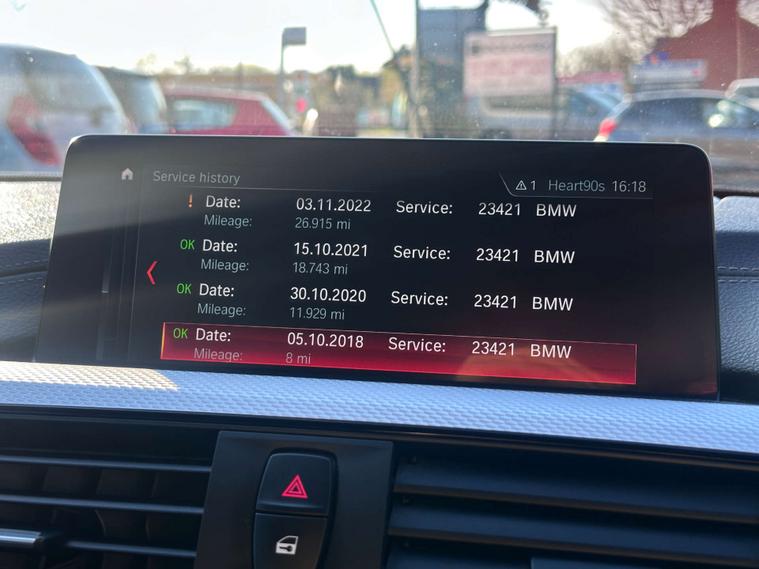 Service history
1 Heart90s 16:18
! Date: 03.11.2022 Service: 23421 BMW
Mileage: 26.915 mi
OK Date: 15.10.2021 Service: 23421 BMW
Mileage: 18.743 mi
OK Date: 30.10.2020 Service: 23421 BMW
Mileage: 11.929 mi
OK Date: 05.10.2018 Service: 23421 BMW
Mileage: 8 mi